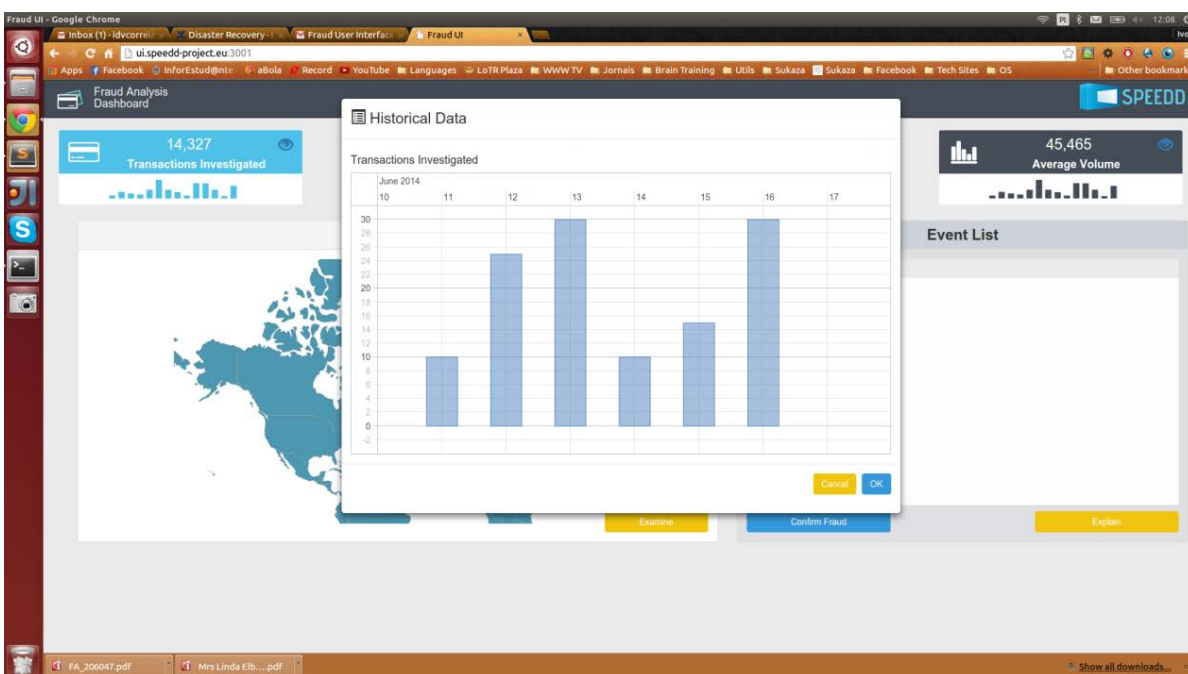 Fraud UI - Google Chrome
Pt
12:08
Inbox (1) - idvcorrei
Disaster Recovery -
Fraud User Interface
Fraud UI
ui.speedd-project.eu:3001
Apps Facebook InforEstud@nte aBola Record YouTube Languages LoTR Plaza WWW TV Jornais Brain Training Utils Sukaza Sukaza Facebook Tech Sites OS Other bookmark
Fraud Analysis
Dashboard
SPEEDD
14,327
Transactions Investigated
45,465
Average Volume
Historical Data
Transactions Investigated
June 2014
10 11 12 13 14 15 16 17
30
28
26
24
22
20
18
16
14
12
10
8
6
4
2
0
-2
Cancel OK
Event List
Examine
Confirm Fraud
Explain
FA_206047.pdf
Mrs Linda Elb....pdf
Show all downloads...